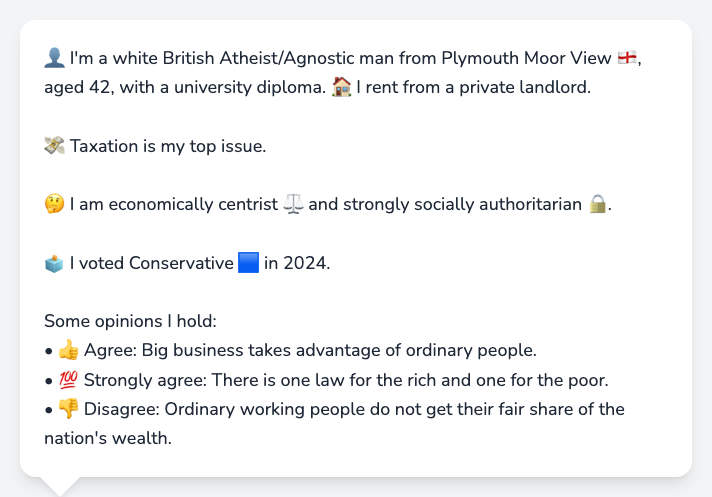 👤 I'm a white British Atheist/Agnostic man from Plymouth Moor View 🏴󠁧󠁢󠁥󠁮󠁧󠁿,
aged 42, with a university diploma. 🏠 I rent from a private landlord.
💸 Taxation is my top issue.
🤔 I am economically centrist ⚖️ and strongly socially authoritarian 🔒.
🗳️ I voted Conservative 🟦 in 2024.
Some opinions I hold:
• 👍 Agree: Big business takes advantage of ordinary people.
• 💯 Strongly agree: There is one law for the rich and one for the poor.
• 👎 Disagree: Ordinary working people do not get their fair share of the
nation's wealth.